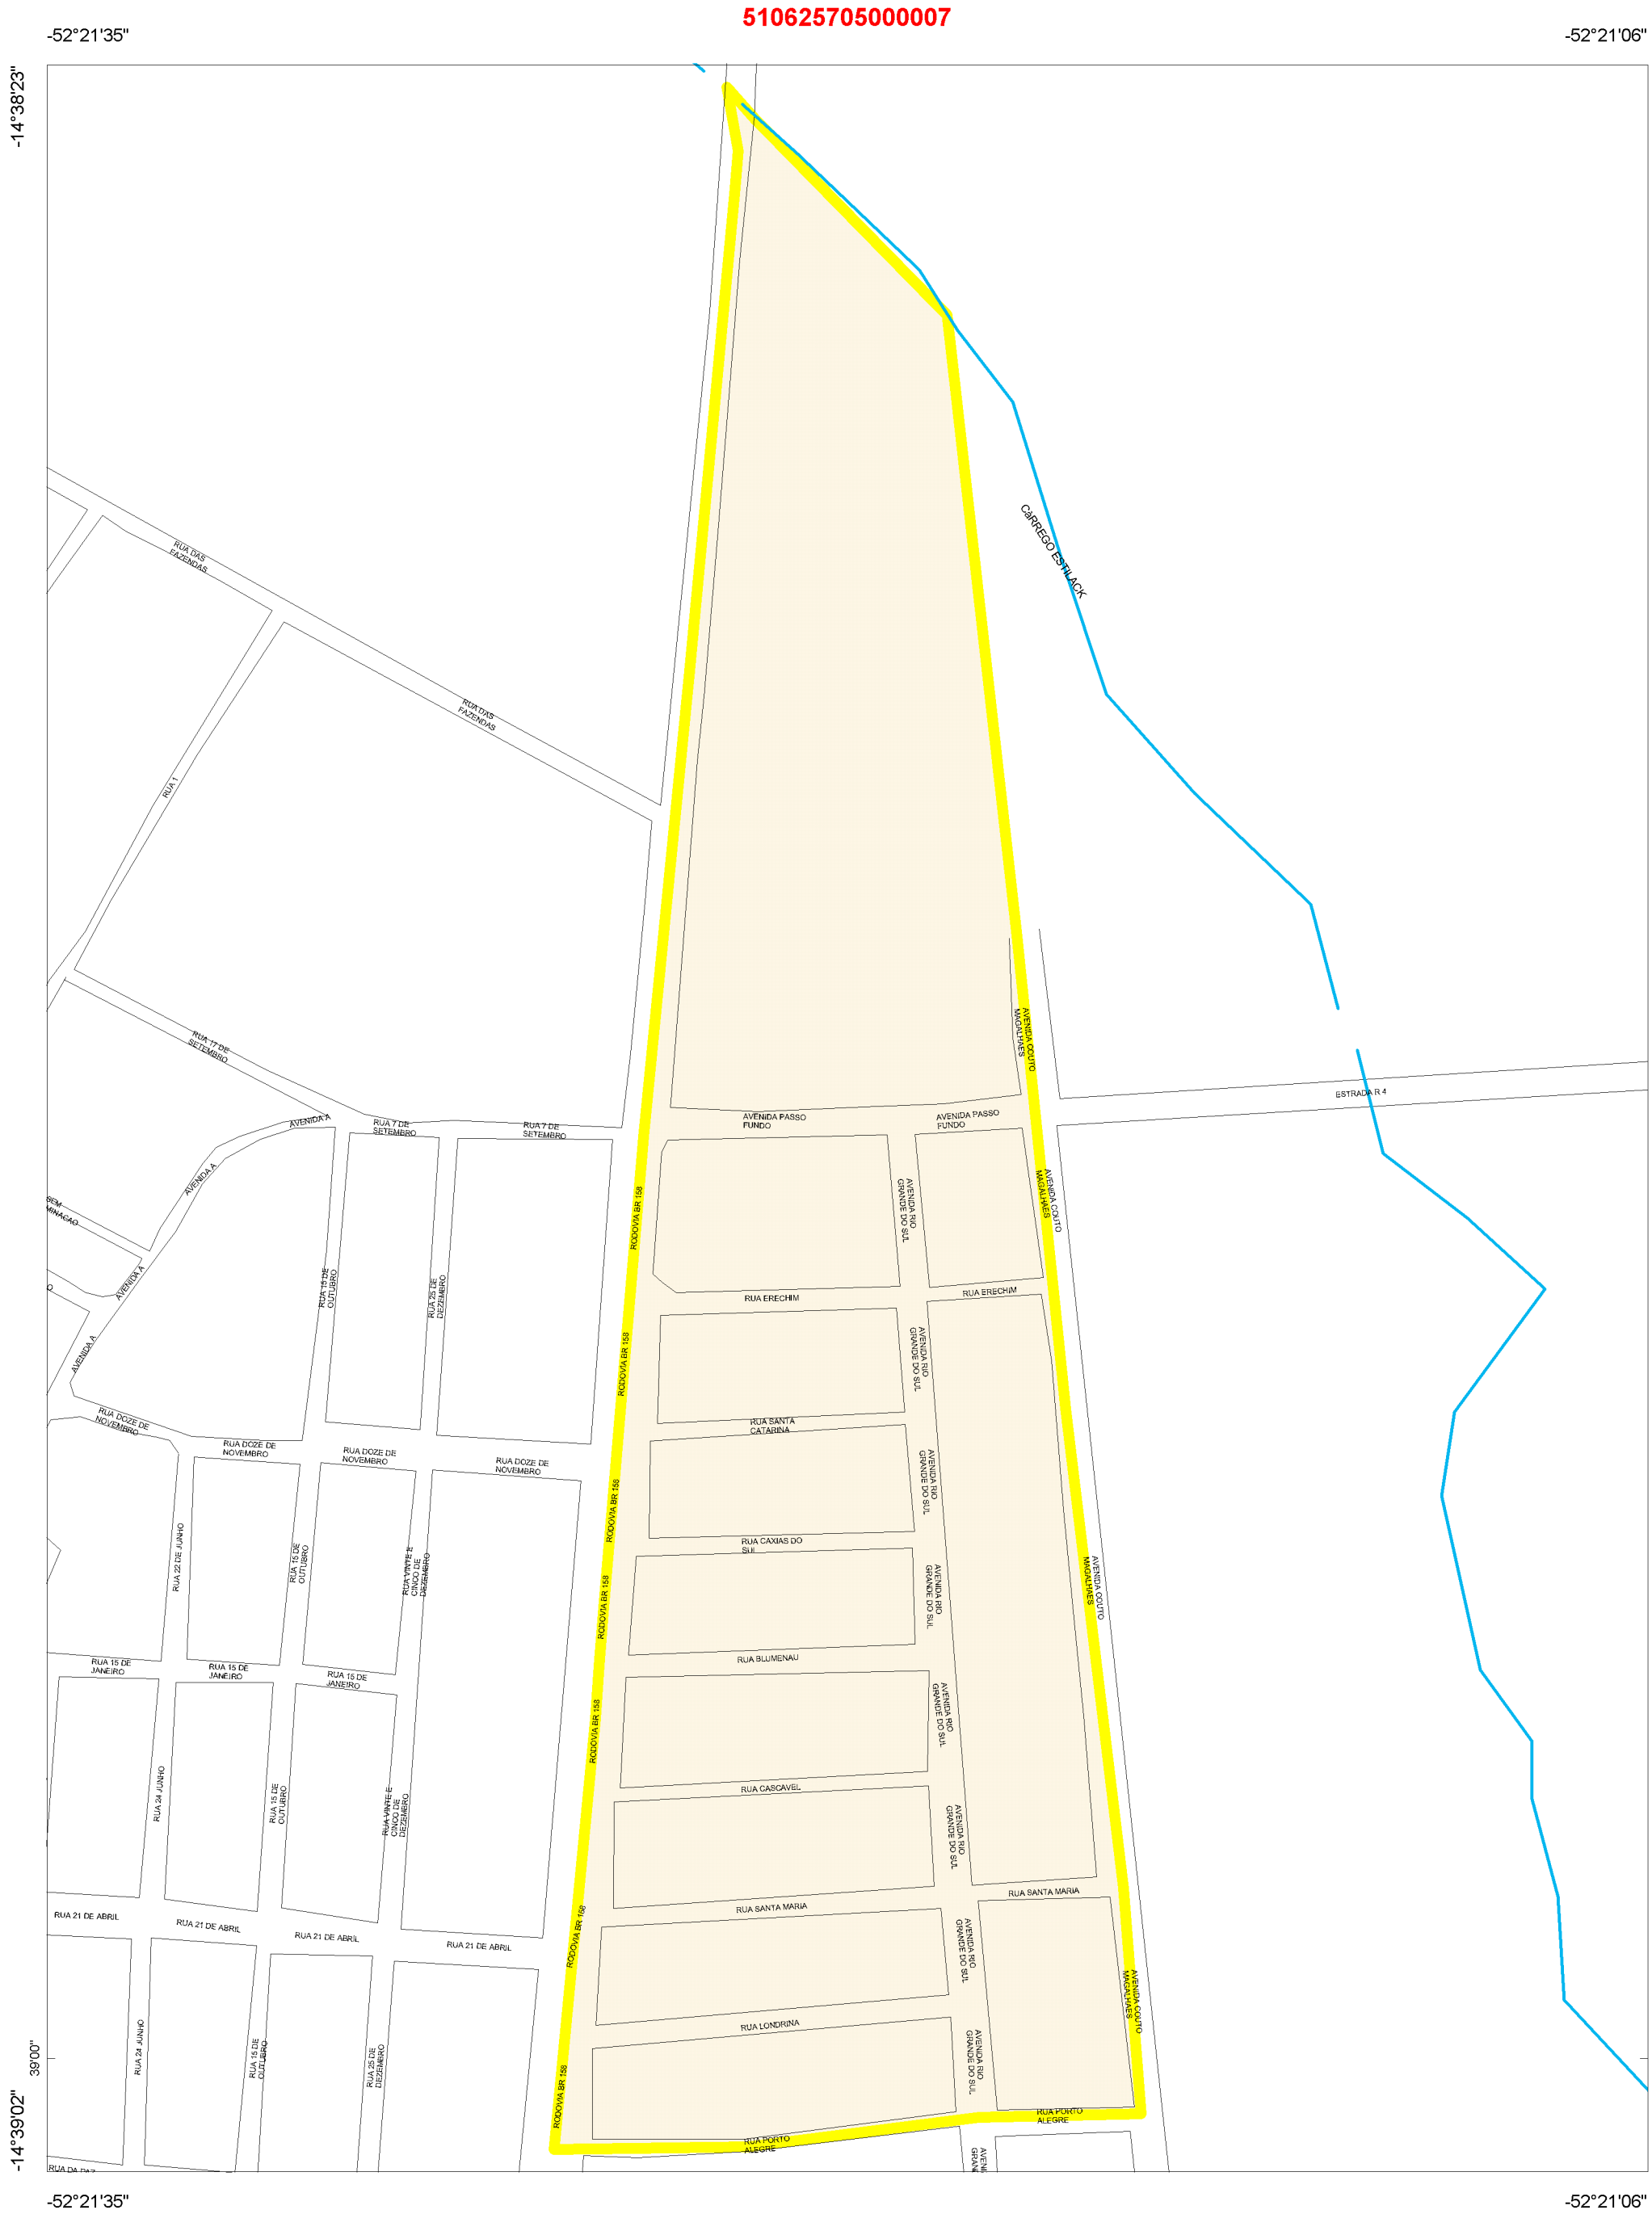 510625705000007
-52°21'35"
-52°21'06"
-14°38'23"
CàRREGO ESTILACK
RUA DAS
FAZENDAS
RUA DAS
FAZENDAS
RUA 1
RUA 17 DE
SETEMBRO
AVENIDA COUTO
MAGALHAES
ESTRADA R 4
AVENIDA A
RUA 7 DE
SETEMBRO
RUA 7 DE
SETEMBRO
AVENIDA PASSO
FUNDO
AVENIDA PASSO
FUNDO
AVENIDA A
RODOVIA BR 158
AVENIDA RIO
GRANDE DO SUL
AVENIDA COUTO
MAGALHAES
AVENIDA A
RUA 15 DE
OUTUBRO
RUA 25 DE
DEZEMBRO
RUA ERECHIM
RUA ERECHIM
AVENIDA A
RODOVIA BR 158
AVENIDA RIO
GRANDE DO SUL
RUA DOZE DE
NOVEMBRO
RUA DOZE DE
NOVEMBRO
RUA DOZE DE
NOVEMBRO
RUA DOZE DE
NOVEMBRO
RUA SANTA
CATARINA
RODOVIA BR 158
AVENIDA RIO
GRANDE DO SUL
RUA 22 DE JUNHO
RUA 15 DE
OUTUBRO
RUA VINTE E
CINCO DE
DEZEMBRO
RUA CAXIAS DO
SUL
RODOVIA BR 158
AVENIDA RIO
GRANDE DO SUL
AVENIDA COUTO
MAGALHAES
RUA 15 DE
JANEIRO
RUA 15 DE
JANEIRO
RUA 15 DE
JANEIRO
RUA BLUMENAU
RODOVIA BR 158
AVENIDA RIO
GRANDE DO SUL
RUA 24 JUNHO
RUA 15 DE
OUTUBRO
RUA VINTE E
CINCO DE
DEZEMBRO
RUA CASCAVEL
AVENIDA RIO
GRANDE DO SUL
RUA 21 DE ABRIL
RUA 21 DE ABRIL
RUA 21 DE ABRIL
RUA 21 DE ABRIL
RODOVIA BR 158
RUA SANTA MARIA
RUA SANTA MARIA
AVENIDA RIO
GRANDE DO SUL
AVENIDA COUTO
MAGALHAES
RUA 24 JUNHO
RUA 15 DE
OUTUBRO
RUA 25 DE
DEZEMBRO
RODOVIA BR 158
RUA LONDRINA
AVENIDA RIO
GRANDE DO SUL
39'00"
RUA PORTO
ALEGRE
RUA PORTO
ALEGRE
-14°39'02"
-52°21'35"
-52°21'06"